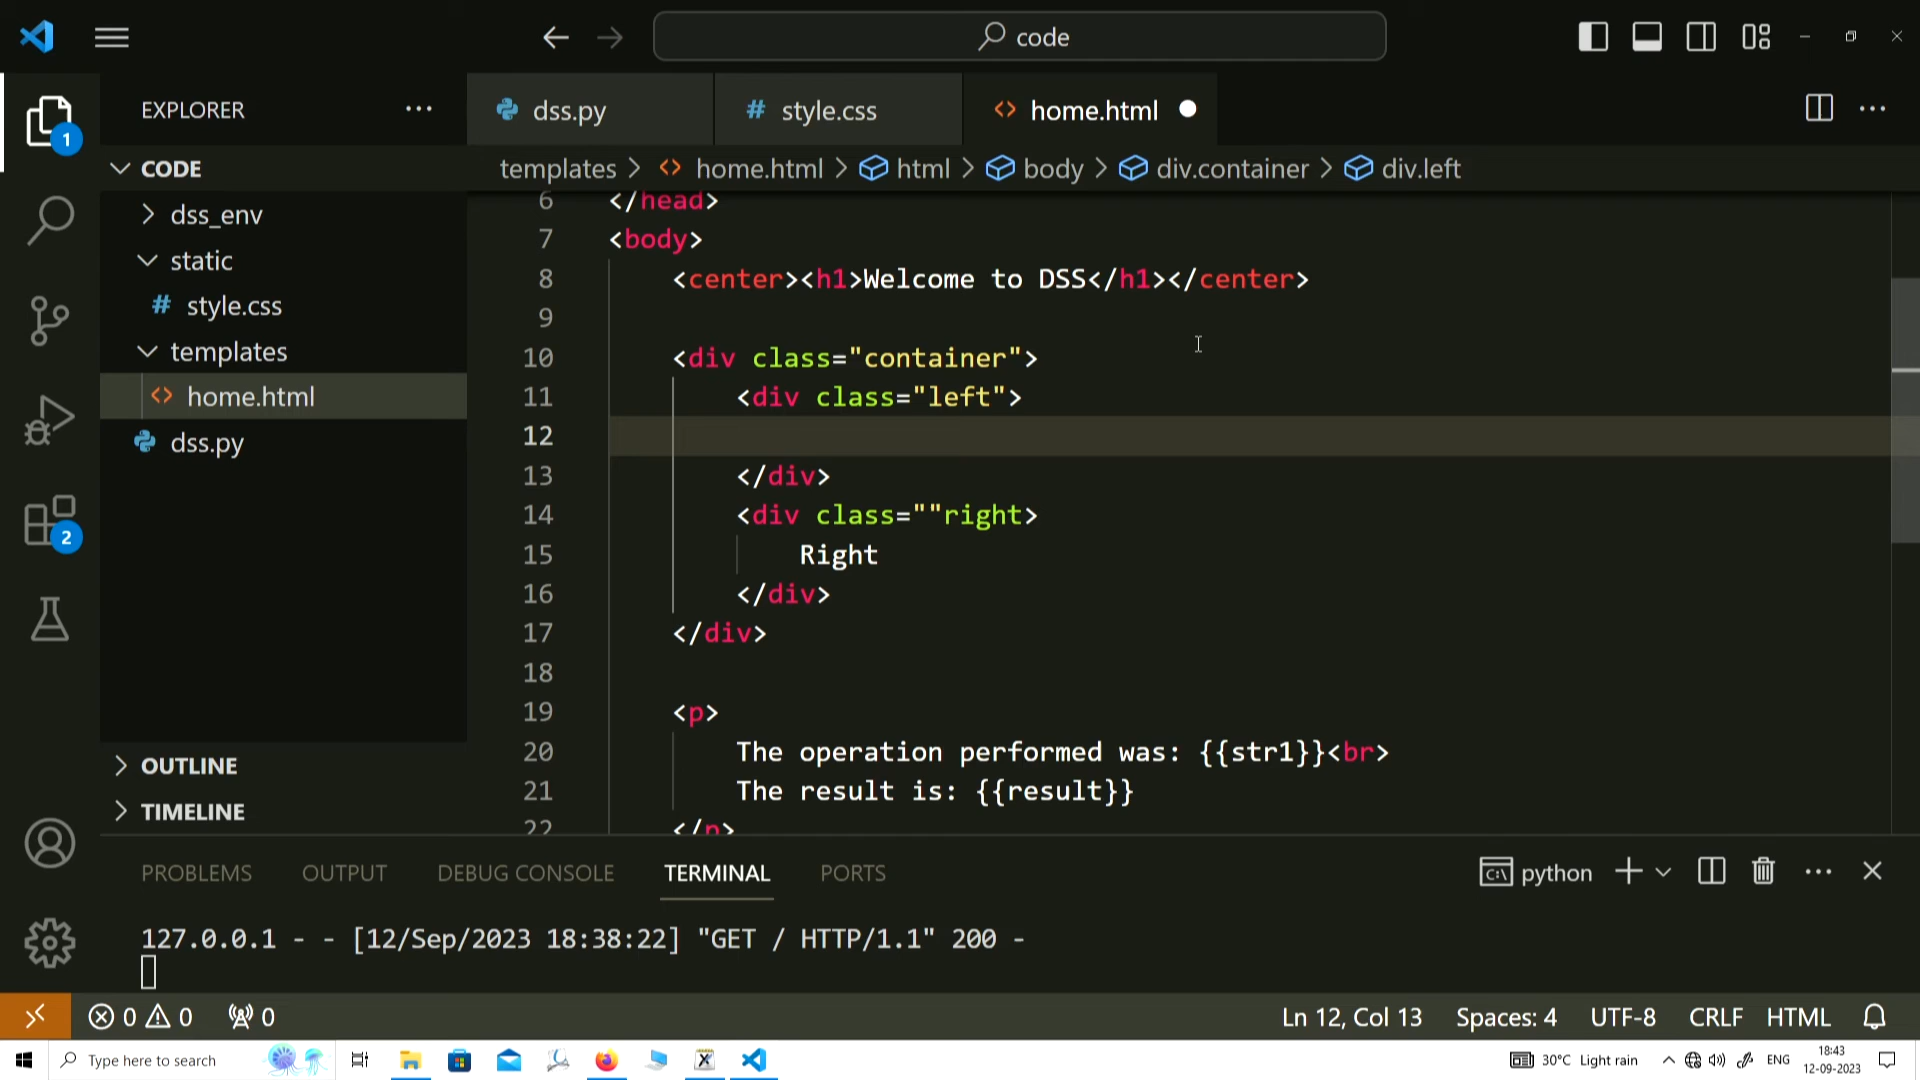 code
EXPLORER
dss.py
# style.css
<> home.html
1
CODE
templates > <> home.html > html > body > div.container > div.left
dss_env
static
# style.css
templates
<> home.html
dss.py
2
OUTLINE
TIMELINE
6 </head>
7 <body>
8 <center><h1>Welcome to DSS</h1></center>
9
10 <div class="container">
11 <div class="left">
12
13 </div>
14 <div class=""right>
15 Right
16 </div>
17 </div>
18
19 <p>
20 The operation performed was: {{str1}}<br>
21 The result is: {{result}}
22 </p>
PROBLEMS OUTPUT DEBUG CONSOLE TERMINAL PORTS
python
127.0.0.1 - - [12/Sep/2023 18:38:22] "GET / HTTP/1.1" 200 -
0 0 0
Ln 12, Col 13 Spaces: 4 UTF-8 CRLF HTML
Type here to search
30°C Light rain
ENG
18:43
12-09-2023